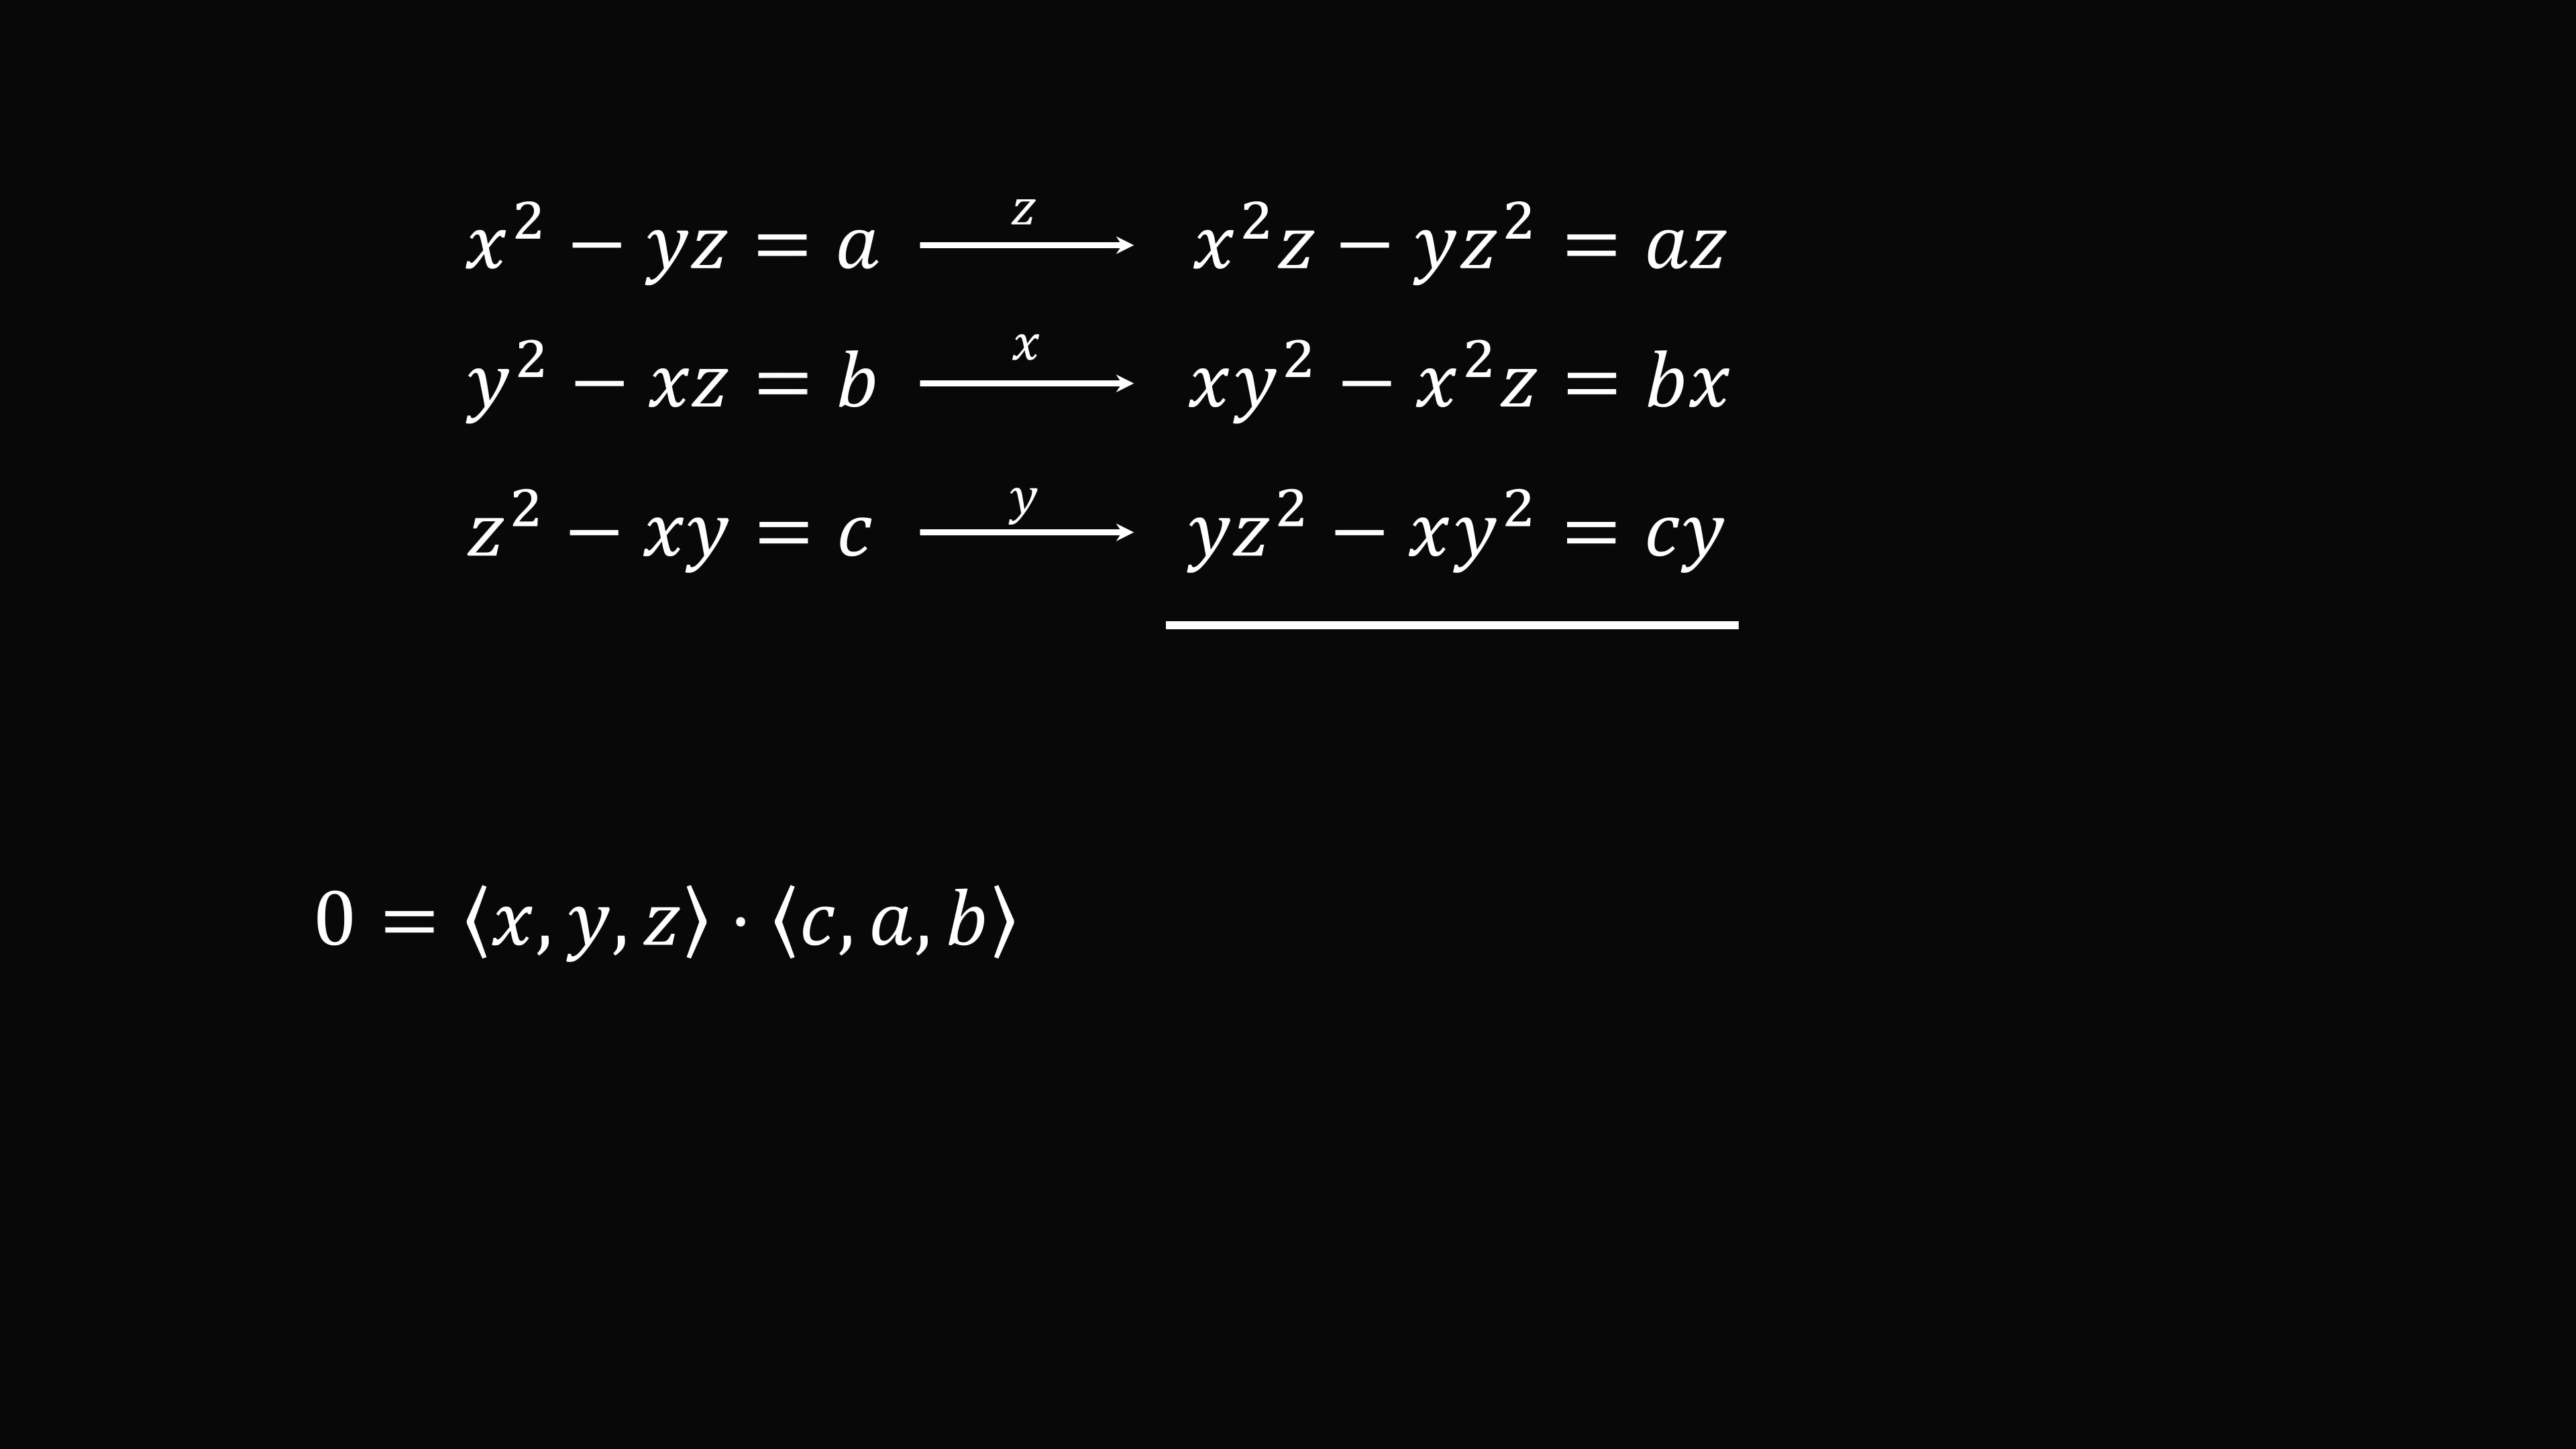 x² − yz = a —z→ x²z − yz² = az
y² − xz = b —x→ xy² − x²z = bx
z² − xy = c —y→ yz² − xy² = cy
0 = ⟨x, y, z⟩ · ⟨c, a, b⟩